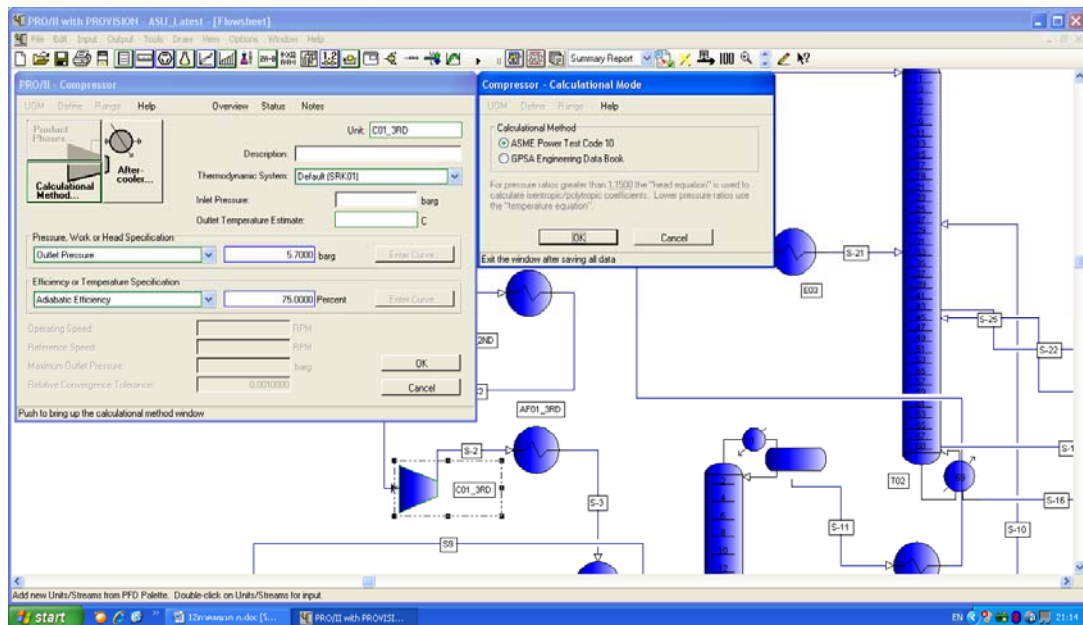 PRO/II with PROVISION - ASU_Latest - [Flowsheet]
File Edit Input Output Tools Draw View Options Window Help
Summary Report
PRO/II - Compressor
UOM Define Range Help Overview Status Notes
Product Phases
After-cooler...
Calculational Method...
Unit: C01_3RD
Description:
Thermodynamic System: Default (SRK01)
Inlet Pressure: barg
Outlet Temperature Estimate: C
Pressure, Work or Head Specification
Outlet Pressure 5.7000 barg Enter Curve...
Efficiency or Temperature Specification
Adiabatic Efficiency 75.0000 Percent Enter Curve...
Operating Speed: RPM
Reference Speed: RPM
Maximum Outlet Pressure: barg
Relative Convergence Tolerance: 0.0010000
OK
Cancel
Push to bring up the calculational method window
Compressor - Calculational Mode
UOM Define Range Help
Calculational Method
ASME Power Test Code 10
GPSA Engineering Data Book
For pressure ratios greater than 1.1500 the "head equation" is used to
calculate isentropic/polytropic coefficients. Lower pressure ratios use
the "temperature equation".
OK Cancel
Exit the window after saving all data
S-21
E03
2ND
S-25
S-22
AF01_3RD
S-2
C01_3RD
S-3
S9
T02
S-16
S-11
S-10
Add new Units/Streams from PFD Palette. Double-click on Units/Streams for input.
start
PRO/II with PROVISI...
EN 21:14